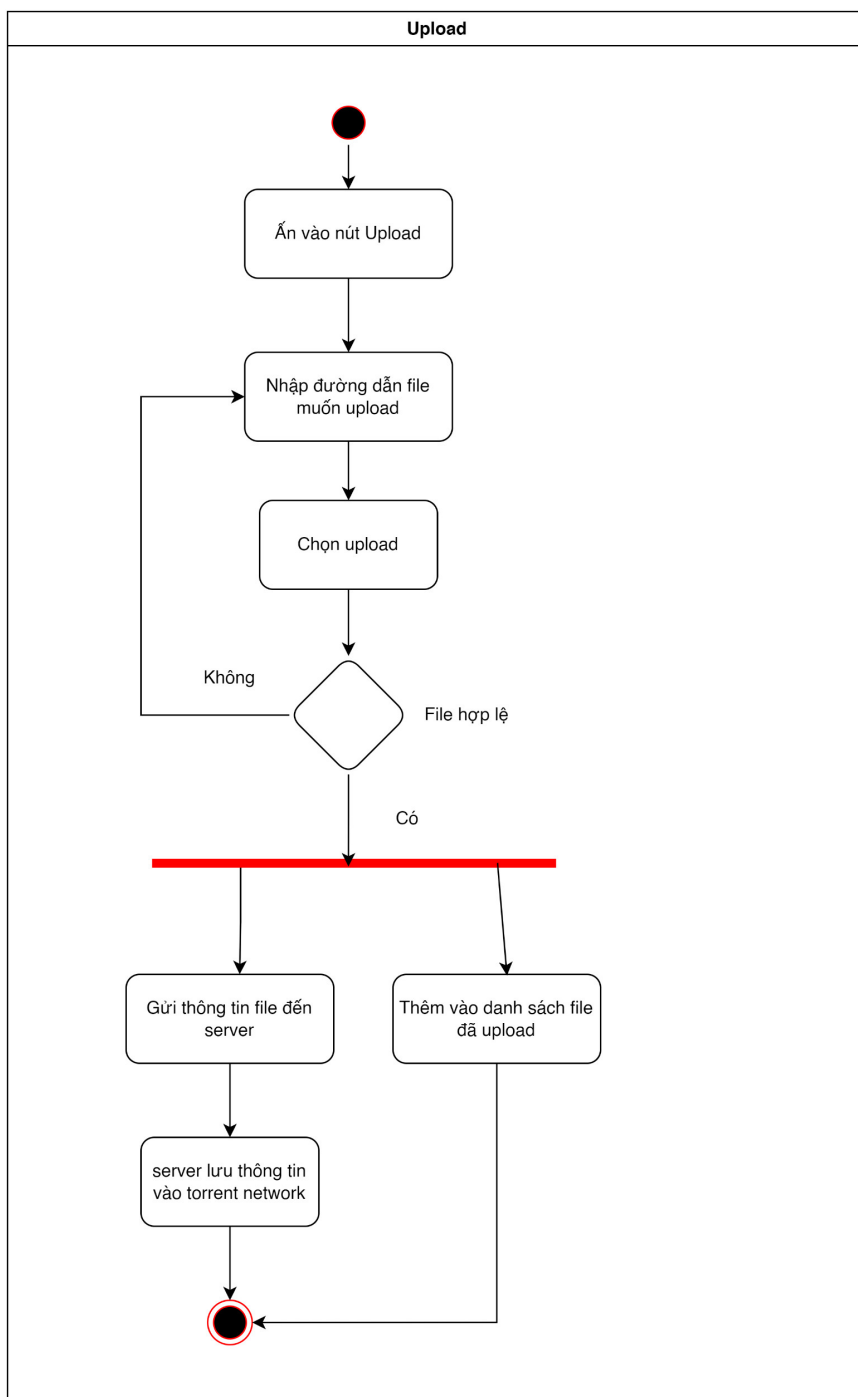 Upload
Ấn vào nút Upload
Nhập đường dẫn file
muốn upload
Chọn upload
Không
File hợp lệ
Có
Gửi thông tin file đến
server
Thêm vào danh sách file
đã upload
server lưu thông tin
vào torrent network